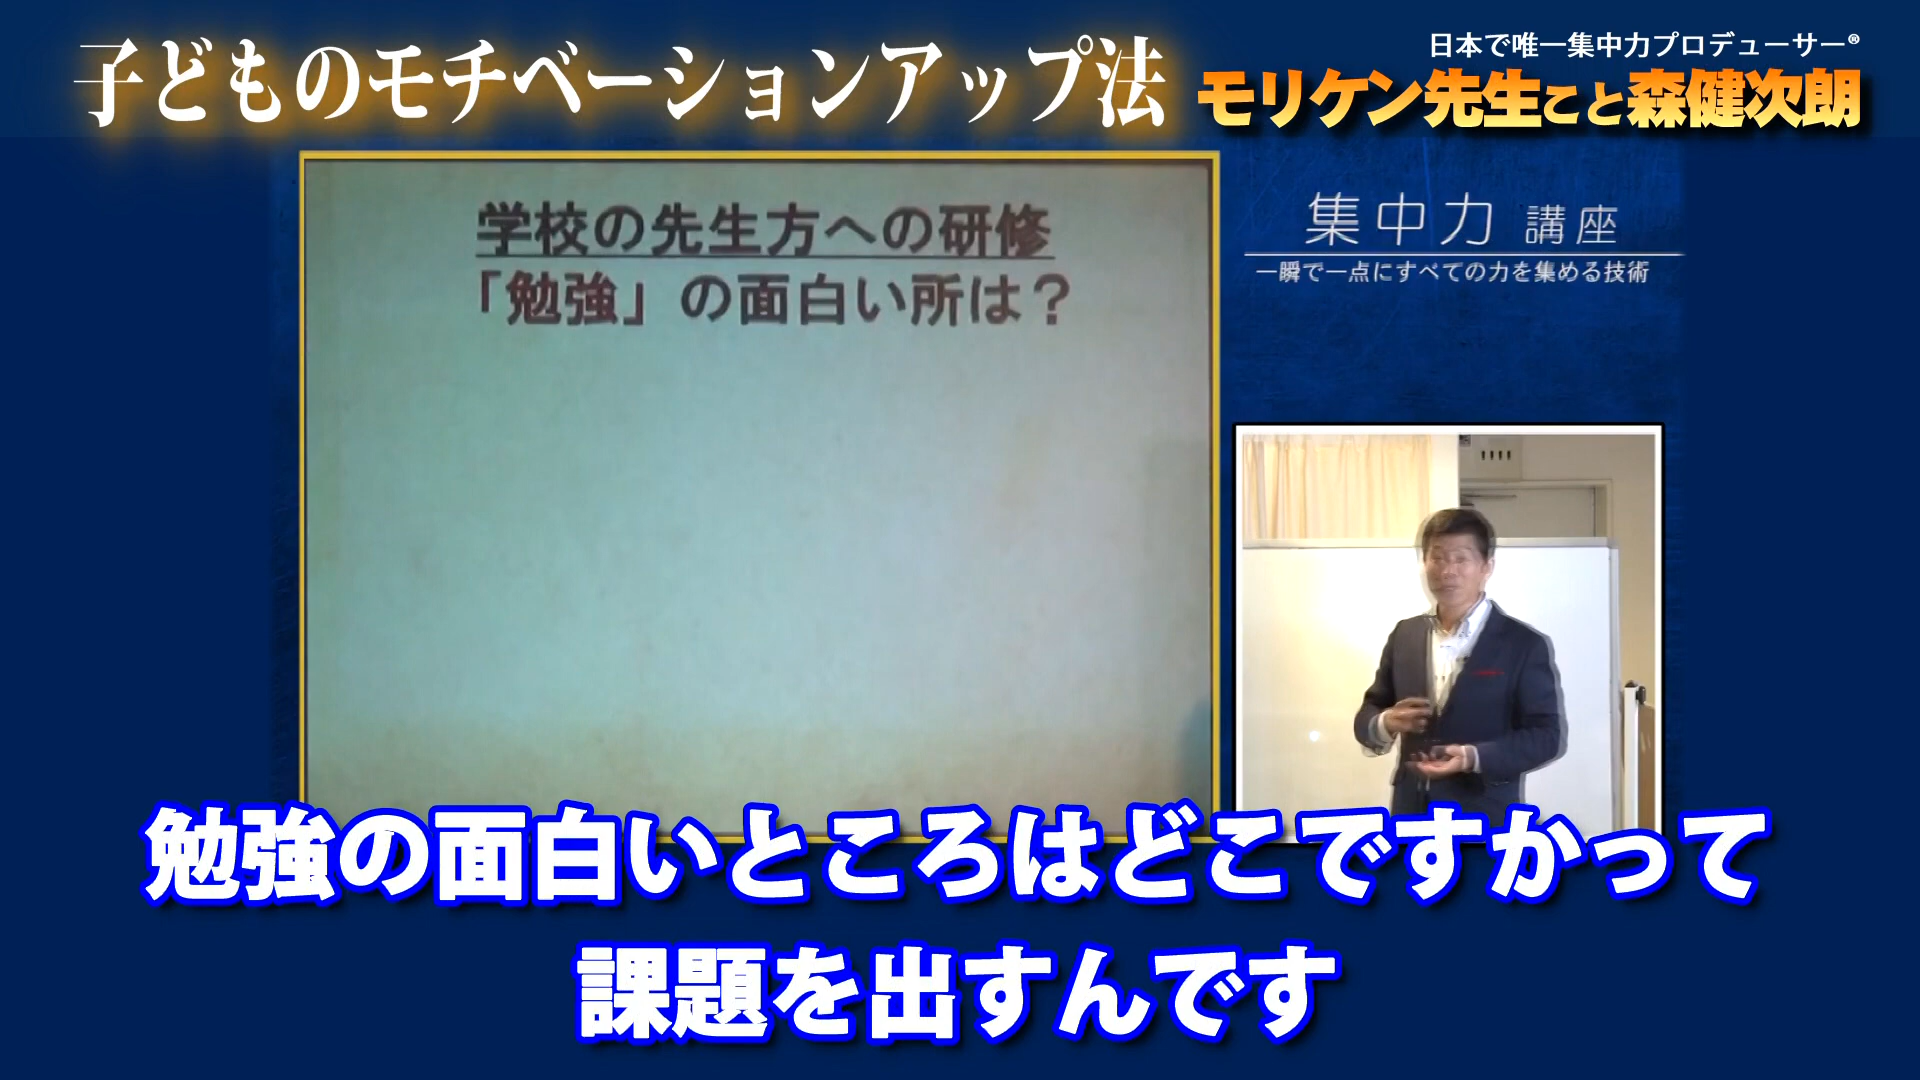 子どものモチベーションアップ法
日本で唯一集中力プロデューサー®
モリケン先生こと森健次朗
学校の先生方への研修
「勉強」の面白い所は?
集中力 講座
一瞬で一点にすべての力を集める技術
勉強の面白いところはどこですかって
課題を出すんです